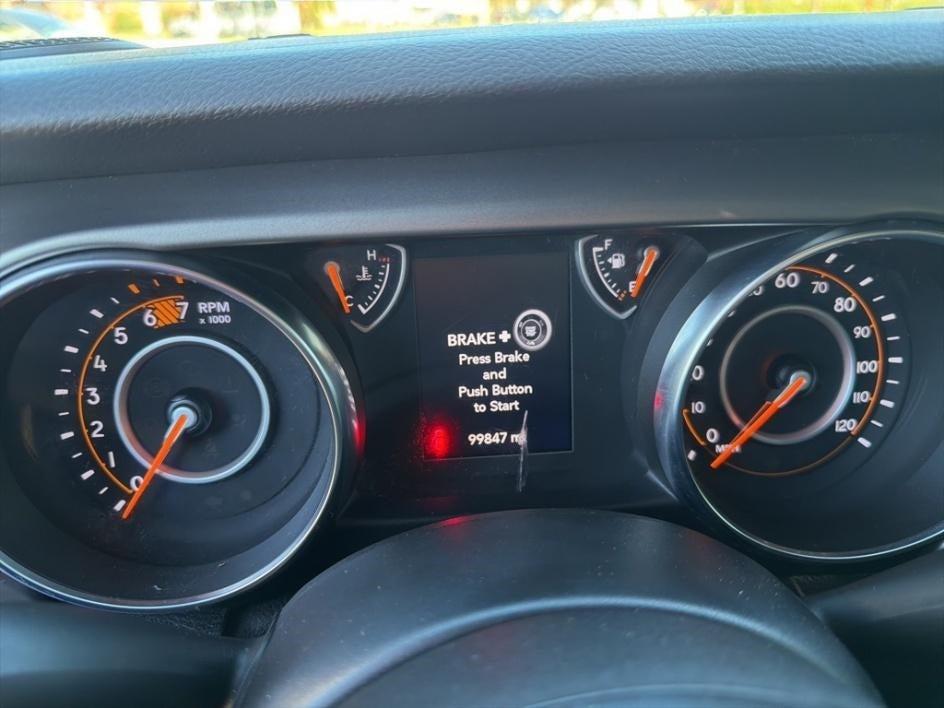 7
6
RPM
x 1000
5
4
3
2
1
0
H
C
BRAKE +
Press Brake
and
Push Button
to Start
99847
F
E
60
70
80
90
100
110
120
10
0